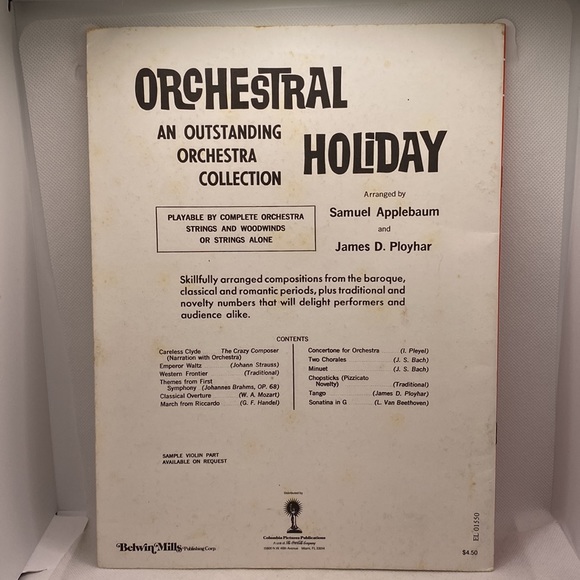 ORCHESTRAL
HOLIDAY
AN OUTSTANDING
ORCHESTRA
COLLECTION
Arranged by
Samuel Applebaum
and
James D. Ployhar
PLAYABLE BY COMPLETE ORCHESTRA
STRINGS AND WOODWINDS
OR STRINGS ALONE
Skillfully arranged compositions from the baroque,
classical and romantic periods, plus traditional and
novelty numbers that will delight performers and
audience alike.
CONTENTS
Careless Clyde The Crazy Composer
(Narration with Orchestra)
Emperor Waltz (Johann Strauss)
Western Frontier (Traditional)
Themes from First
Symphony (Johannes Brahms, OP. 68)
Classical Overture (W. A. Mozart)
March from Riccardo (G. F. Handel)
Concertone for Orchestra (I. Pleyel)
Two Chorales (J. S. Bach)
Minuet (J. S. Bach)
Chopsticks (Pizzicato
Novelty) (Traditional)
Tango (James D. Ployhar)
Sonatina in G (L. Van Beethoven)
SAMPLE VIOLIN PART
AVAILABLE ON REQUEST
Distributed by
Columbia Pictures Publications
Belwin Mills Publishing Corp.
EL 01550
$4.50